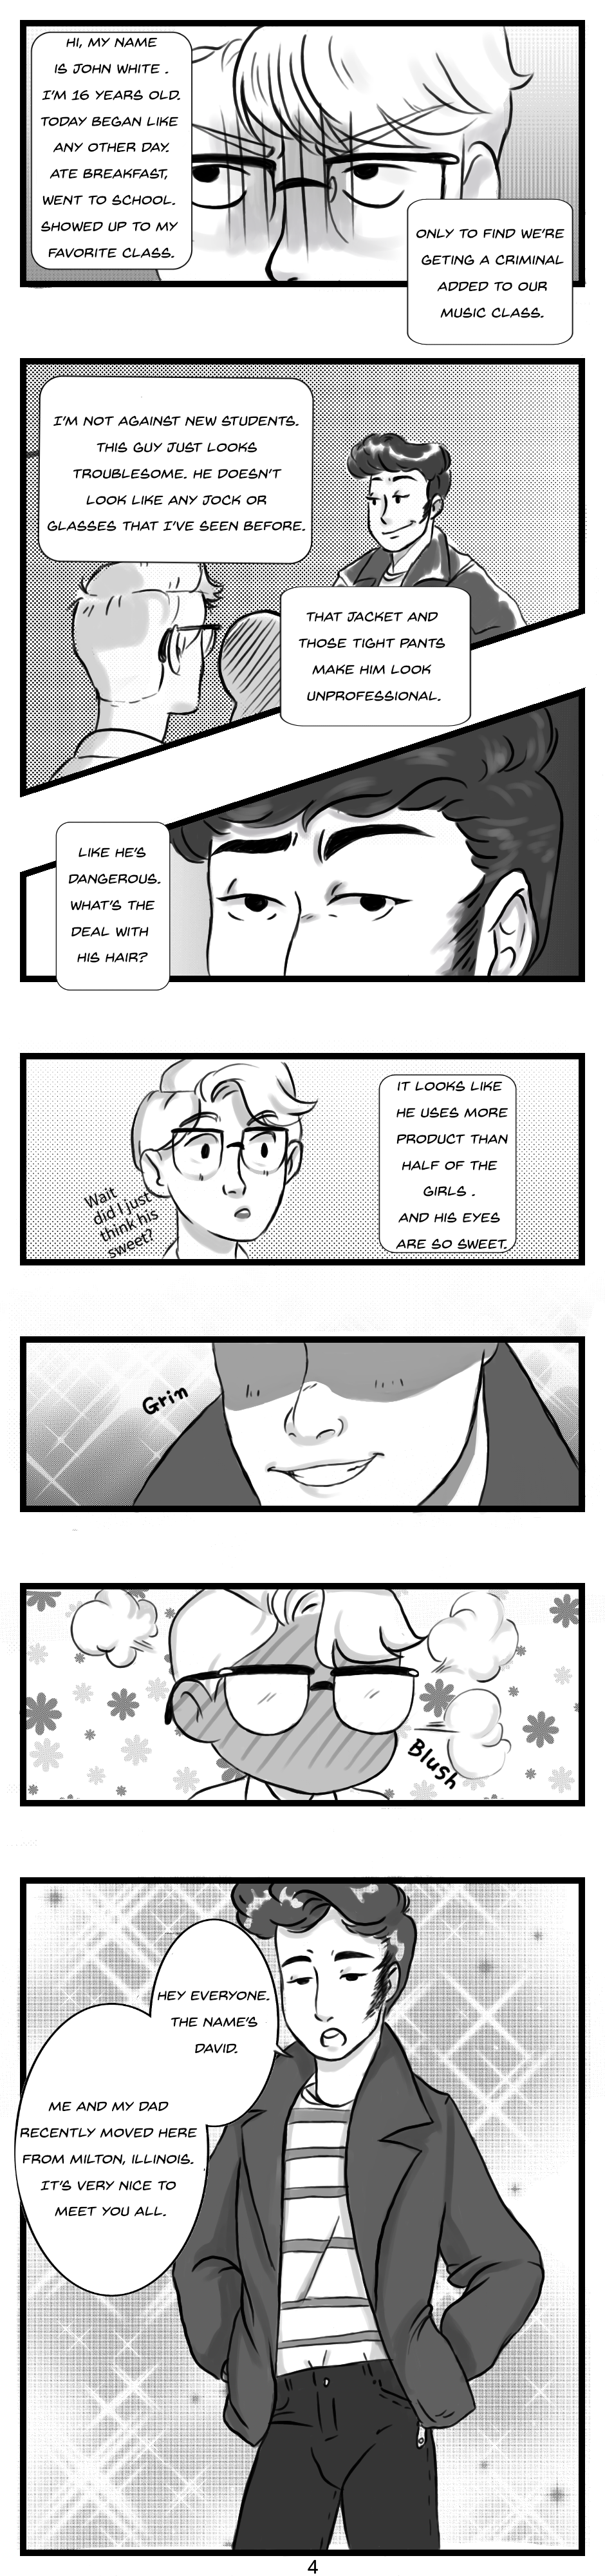 HI, MY NAME
IS JOHN WHITE .
I'M 16 YEARS OLD.
TODAY BEGAN LIKE
ANY OTHER DAY.
ATE BREAKFAST,
WENT TO SCHOOL.
SHOWED UP TO MY
FAVORITE CLASS.
ONLY TO FIND WE'RE
GETING A CRIMINAL
ADDED TO OUR
MUSIC CLASS.
I'M NOT AGAINST NEW STUDENTS.
THIS GUY JUST LOOKS
TROUBLESOME. HE DOESN'T
LOOK LIKE ANY JOCK OR
GLASSES THAT I'VE SEEN BEFORE.
THAT JACKET AND
THOSE TIGHT PANTS
MAKE HIM LOOK
UNPROFESSIONAL.
LIKE HE'S
DANGEROUS.
WHAT'S THE
DEAL WITH
HIS HAIR?
IT LOOKS LIKE
HE USES MORE
PRODUCT THAN
HALF OF THE
GIRLS .
AND HIS EYES
ARE SO SWEET.
Wait
did I just
think his
sweet?
Grin
Blush
HEY EVERYONE.
THE NAME'S
DAVID.
ME AND MY DAD
RECENTLY MOVED HERE
FROM MILTON, ILLINOIS.
IT'S VERY NICE TO
MEET YOU ALL.
4